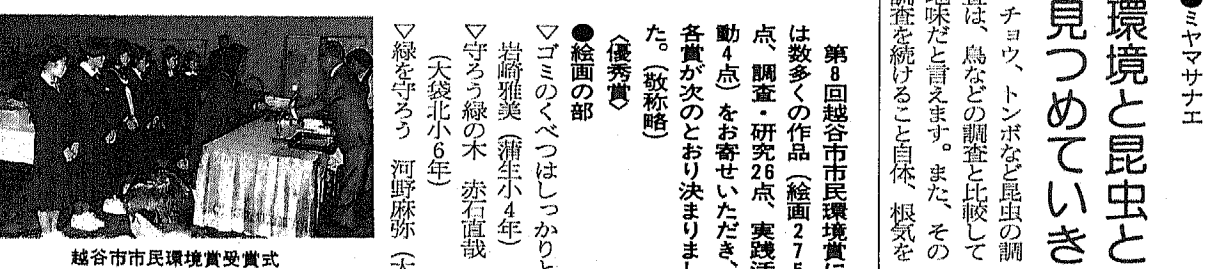 ●ミヤマサナエ
環境と昆虫と
見つめていき
チョウ、トンボなど昆虫の調
査は、鳥などの調査と比較して
地味だと言えます。また、その
調査を続けること自体、根気を
第8回越谷市市民環境賞に
は数多くの作品（絵画275
点、調査・研究26点、実践活
動4点）をお寄せいただき、
各賞が次のとおり決まりまし
た。（敬称略）
〈優秀賞〉
●絵画の部
▽ゴミのくべつはしっかりと
岩崎雅美（蒲生小4年）
▽守ろう緑の木　赤石直哉
（大袋北小6年）
▽緑を守ろう　河野麻弥（大
越谷市市民環境賞受賞式